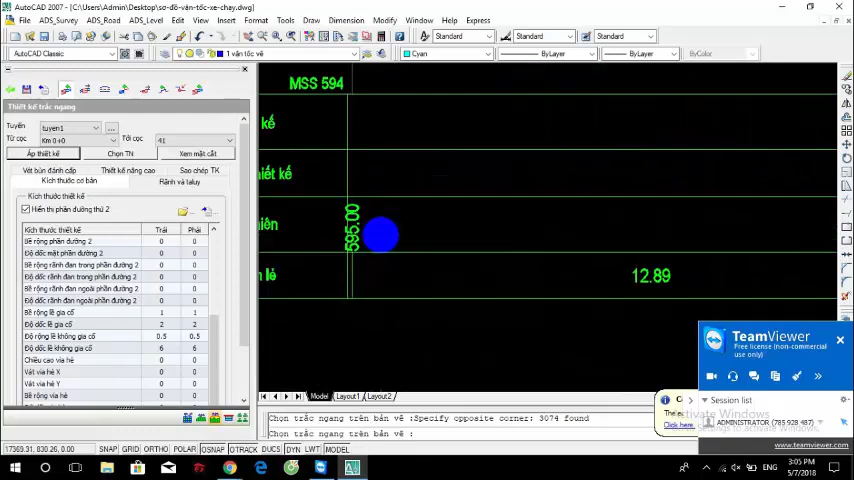 AutoCAD 2007 - [C:\Users\Admin\Desktop\sơ-đồ-vân-tốc-xe-chay.dwg]
File ADS_Survey ADS_Road ADS_Level Edit View Insert Format Tools Draw Dimension Modify Window Help Express
Standard Standard Standard
AutoCAD Classic 1 vân tốc vẽ Cyan ByLayer ByLayer ByColor
Thiết kế trắc ngang
Tuyến tuyen1 ...
Từ cọc Km 0+0 Tới cọc 41
Áp thiết kế Chọn TN Xem mặt cắt
Vét bùn đánh cấp Thiết kế nâng cao Sao chép TK
Kích thước cơ bản Rãnh và taluy
Kích thước thiết kế
Hiển thị phần đường thứ 2
Kích thước thiết kế Trái Phải
Bề rộng phần đường 2 0 0
Độ dốc mặt phần đường 2 0 0
Bề rộng rãnh đan trong phần đường 2 0 0
Độ dốc rãnh đan trong phần đường 2 0 0
Bề rộng rãnh đan ngoài phần đường 2 0 0
Độ dốc rãnh đan ngoài phần đường 2 0 0
Bề rộng lề gia cố 1 1
Độ dốc lề gia cố 2 2
Độ rộng lề không gia cố 0.5 0.5
Độ dốc lề không gia cố 6 6
Chiều cao vỉa hè 0 0
Vát vỉa hè X 0 0
Vát vỉa hè Y 0 0
Bề rộng vỉa hè 0 0
MSS 594
kế
hiết kế
hiên
595.00
n lẻ
12.89
Model Layout1 Layout2
Chọn trắc ngang trên bản vẽ :Specify opposite corner: 3074 found
Chọn trắc ngang trên bản vẽ :
17369.31, 830.26, 0.00 SNAP GRID ORTHO POLAR OSNAP OTRACK DUCS DYN LWT MODEL
TeamViewer
Free license (non-commercial
use only)
Session list
ADMINISTRATOR (785 928 487)
www.teamviewer.com
Click here
Activate Windows
Go to Settings to activate Windows.
ENG
3:05 PM
5/7/2018